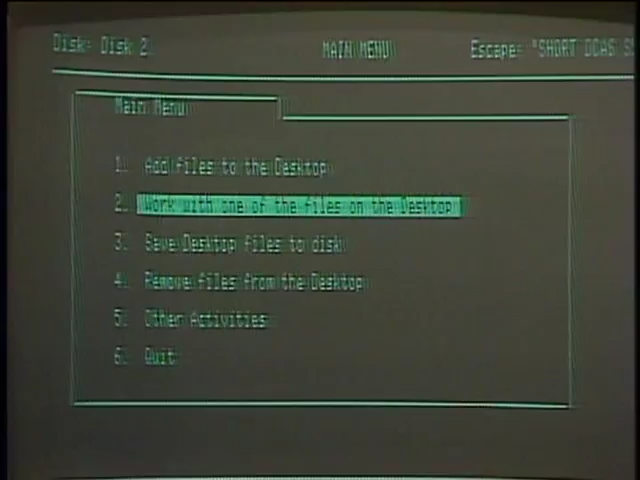 Disk: Disk 2 MAIN MENU Escape: "SHORT
Main Menu
1. Add files to the Desktop
2. Work with one of the files on the Desktop
3. Save Desktop files to disk
4. Remove files from the Desktop
5. Other Activities
6. Quit